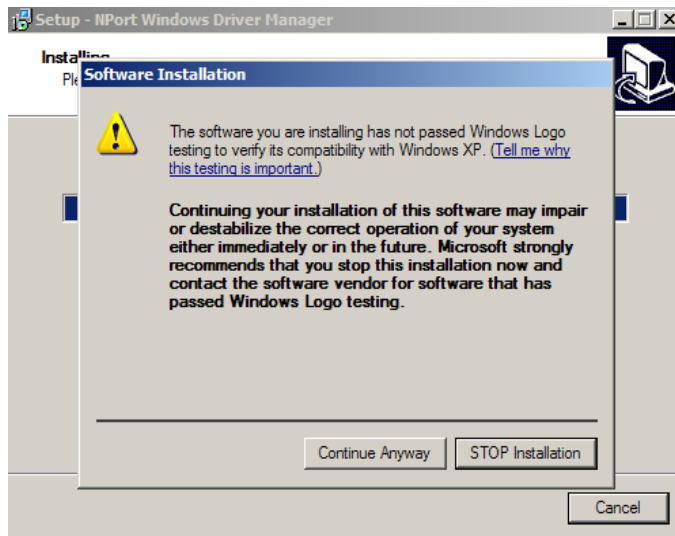 Setup - NPort Windows Driver Manager
Installing
Ple
Software Installation
The software you are installing has not passed Windows Logo
testing to verify its compatibility with Windows XP. (Tell me why
this testing is important.)
Continuing your installation of this software may impair
or destabilize the correct operation of your system
either immediately or in the future. Microsoft strongly
recommends that you stop this installation now and
contact the software vendor for software that has
passed Windows Logo testing.
Continue Anyway STOP Installation
Cancel